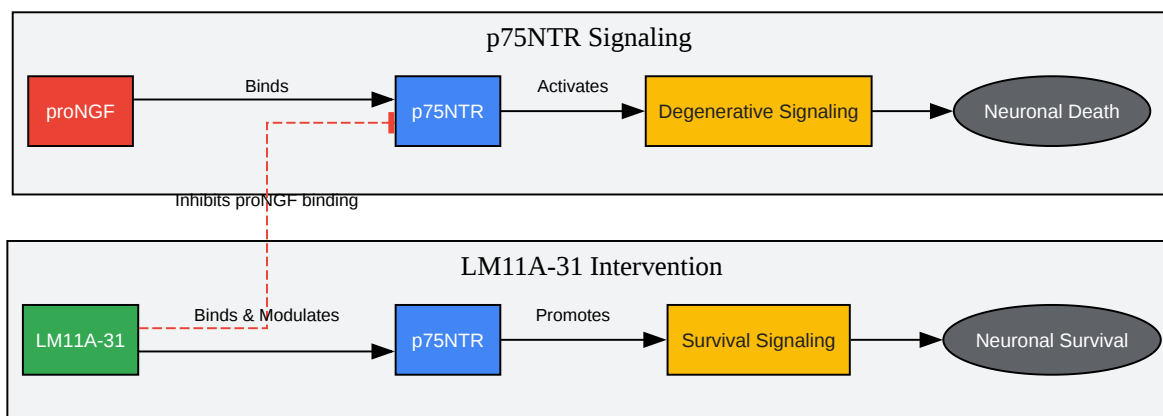 p75NTR Signaling
proNGF
Binds
p75NTR
Activates
Degenerative Signaling
Neuronal Death
Inhibits proNGF binding
LM11A-31 Intervention
LM11A-31
Binds & Modulates
p75NTR
Promotes
Survival Signaling
Neuronal Survival